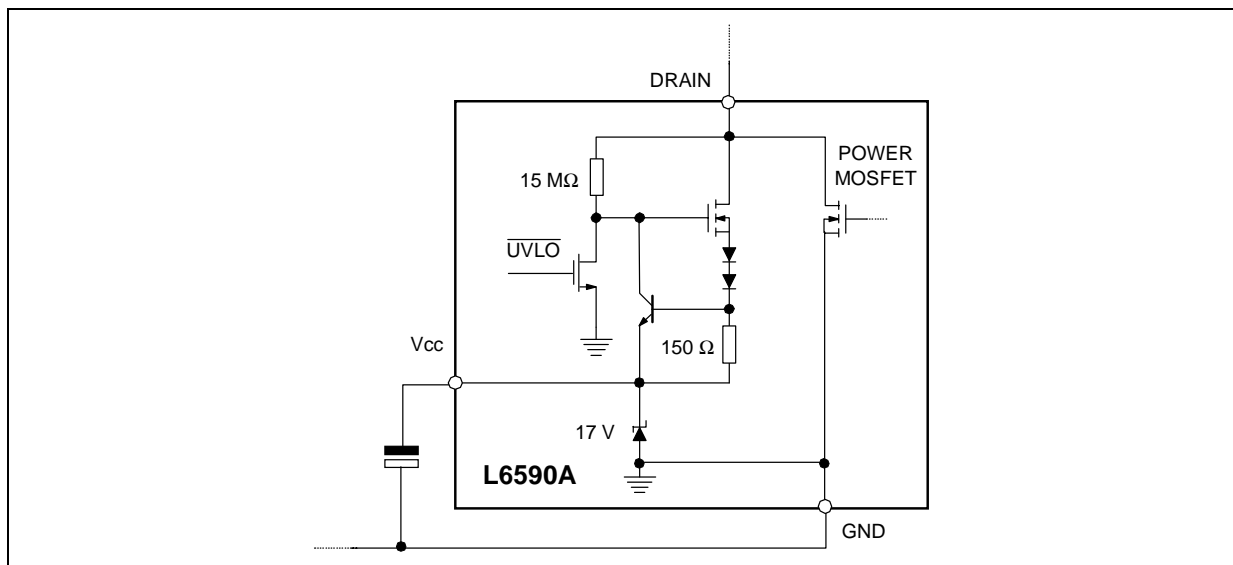 DRAIN
POWER
MOSFET
15 MΩ
UVLO
150 Ω
Vcc
17 V
L6590A
GND